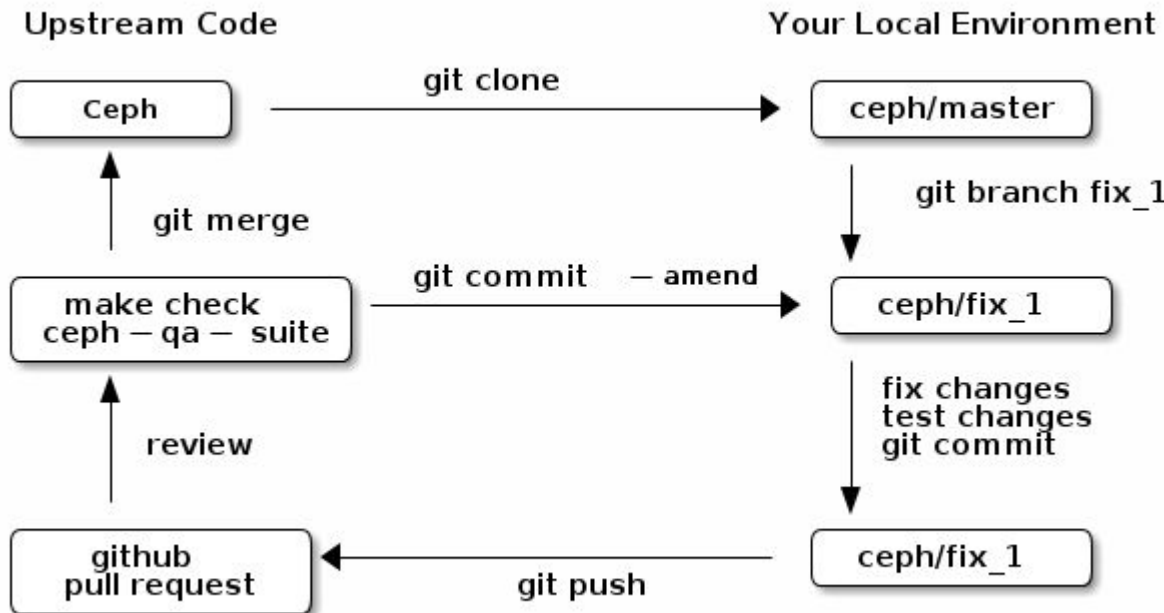 Upstream Code
Your Local Environment
git clone
Ceph
ceph/master
git branch fix_1
git merge
git commit – amend
make check
ceph – qa – suite
ceph/fix_1
fix changes
test changes
git commit
review
github
pull request
ceph/fix_1
git push